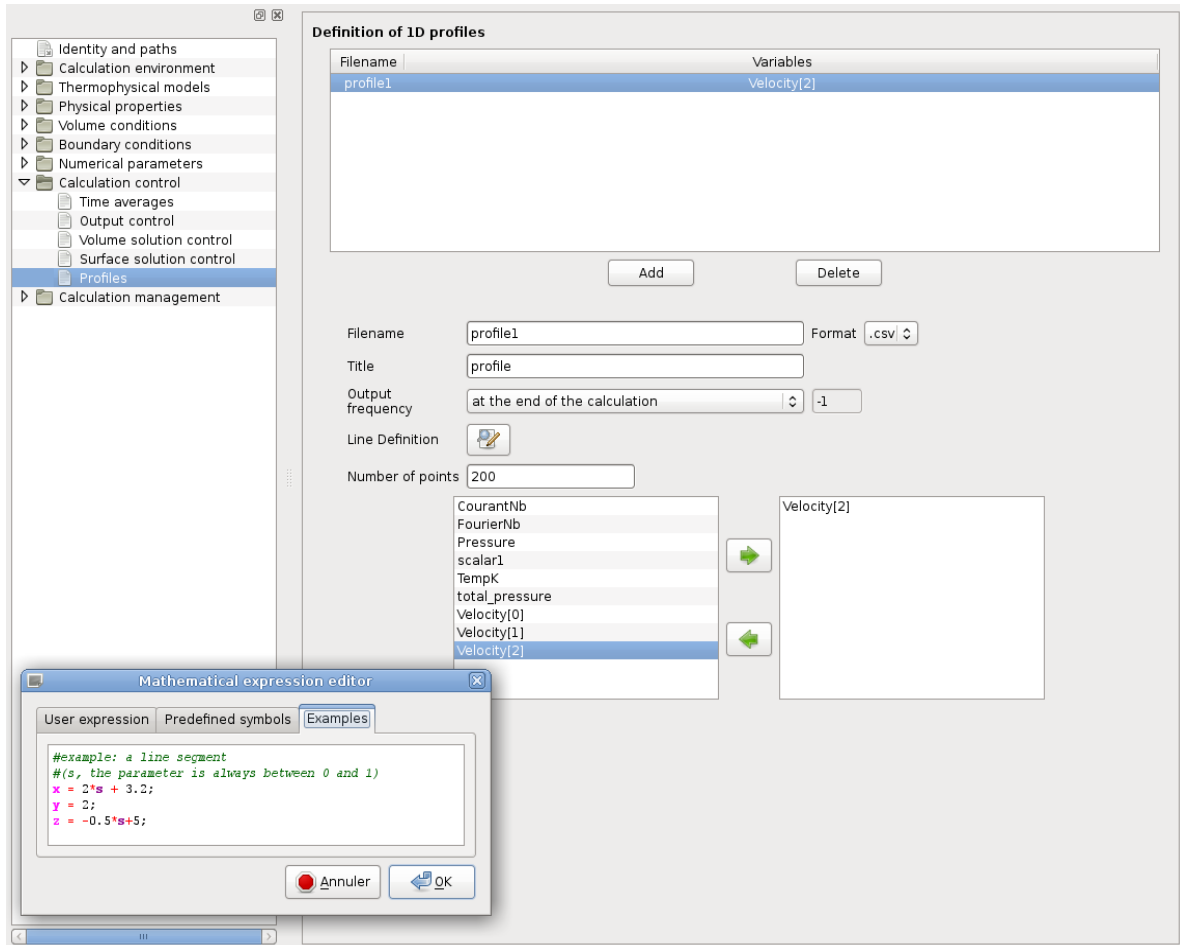 Identity and paths
Calculation environment
Thermophysical models
Physical properties
Volume conditions
Boundary conditions
Numerical parameters
Calculation control
Time averages
Output control
Volume solution control
Surface solution control
Profiles
Calculation management
Definition of 1D profiles
Filename Variables
profile1 Velocity[2]
Add Delete
Filename profile1 Format .csv
Title profile
Output
frequency at the end of the calculation -1
Line Definition
Number of points 200
CourantNb
FourierNb
Pressure
scalar1
TempK
total_pressure
Velocity[0]
Velocity[1]
Velocity[2]
Velocity[2]
Mathematical expression editor
User expression Predefined symbols Examples
#example: a line segment
#(s, the parameter is always between 0 and 1)
x = 2*s + 3.2;
y = 2;
z = -0.5*s+5;
Annuler OK